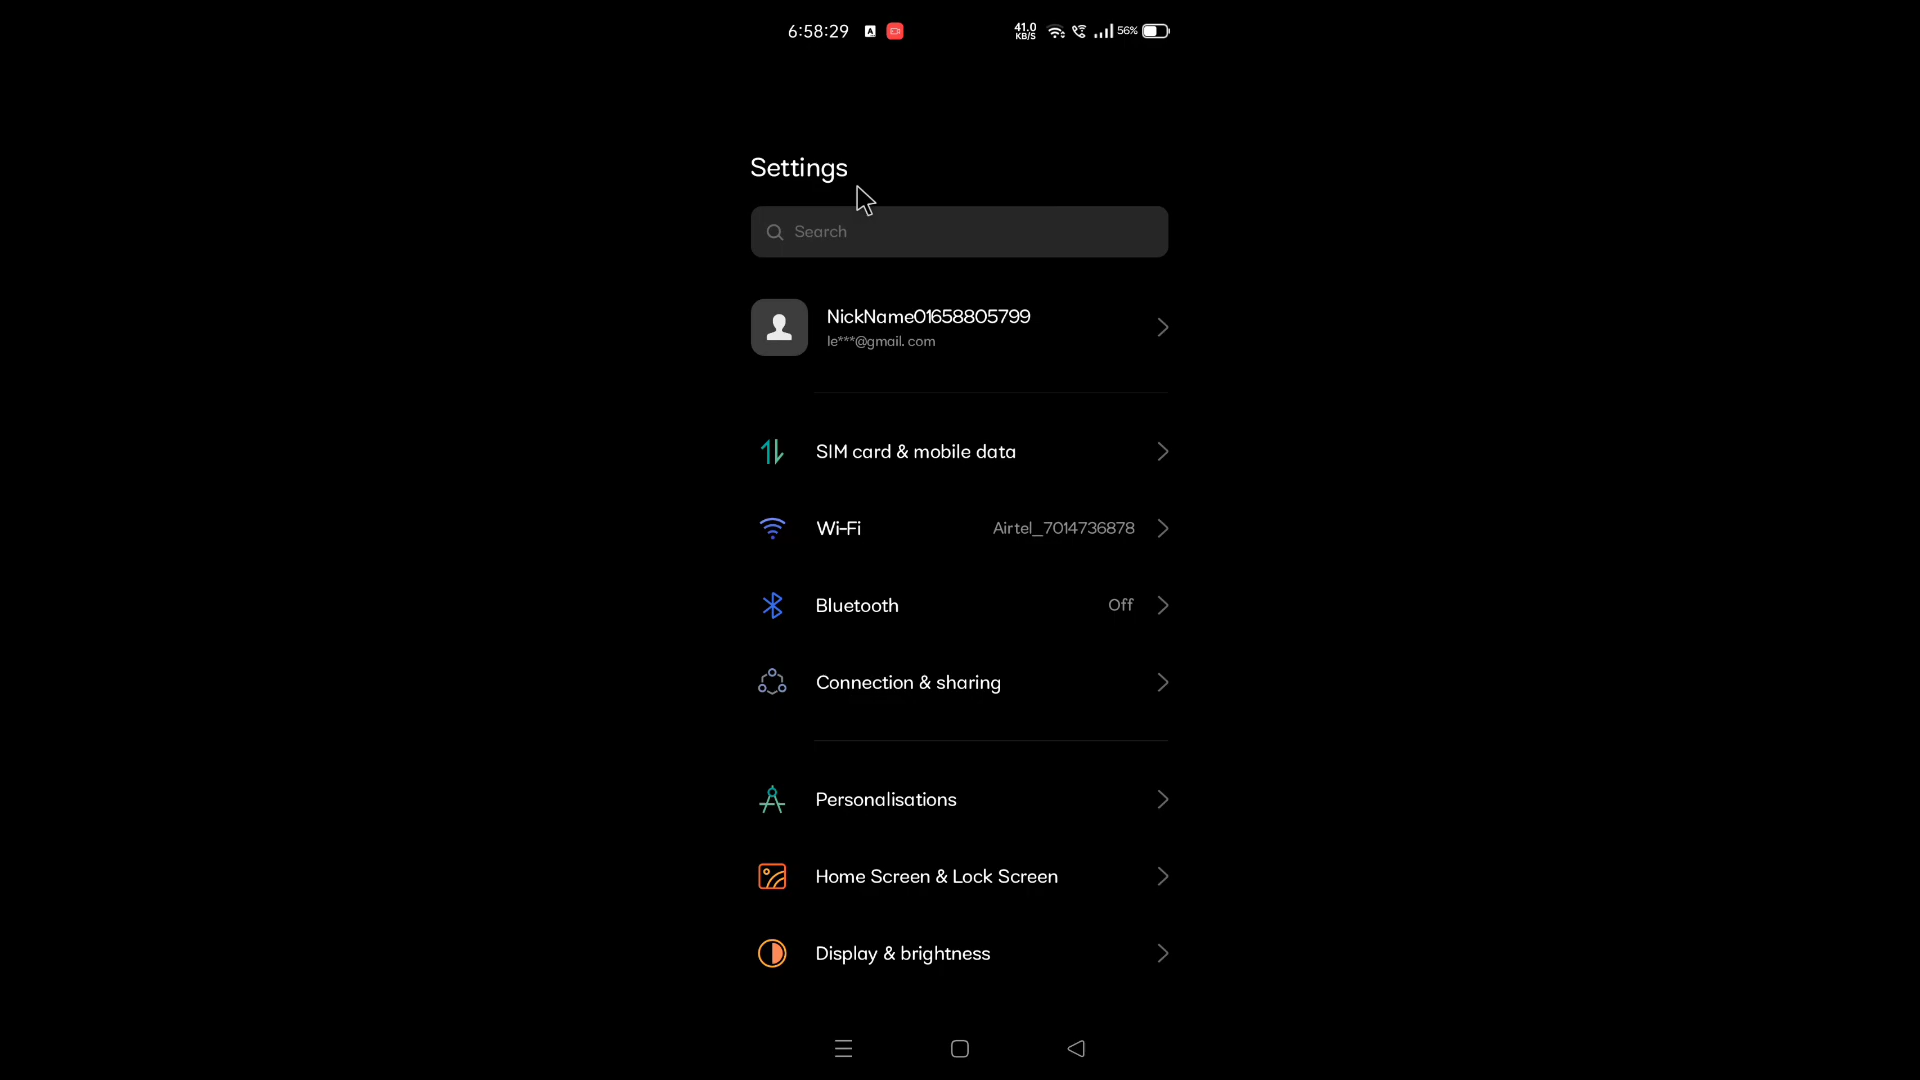 6:58:29 A 41.0 KB/S 56%
Settings
Search
NickName01658805799
le***@gmail. com
SIM card & mobile data
Wi-Fi Airtel_7014736878
Bluetooth Off
Connection & sharing
Personalisations
Home Screen & Lock Screen
Display & brightness